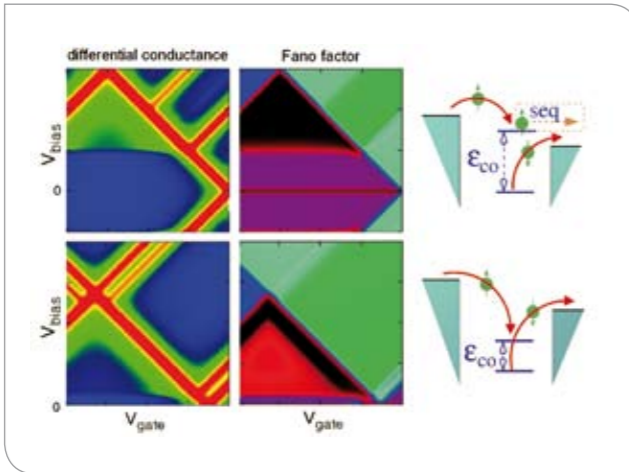 differential conductance
Fano factor
V_bias
0
seq
ε_co
V_bias
0
ε_co
V_gate
V_gate